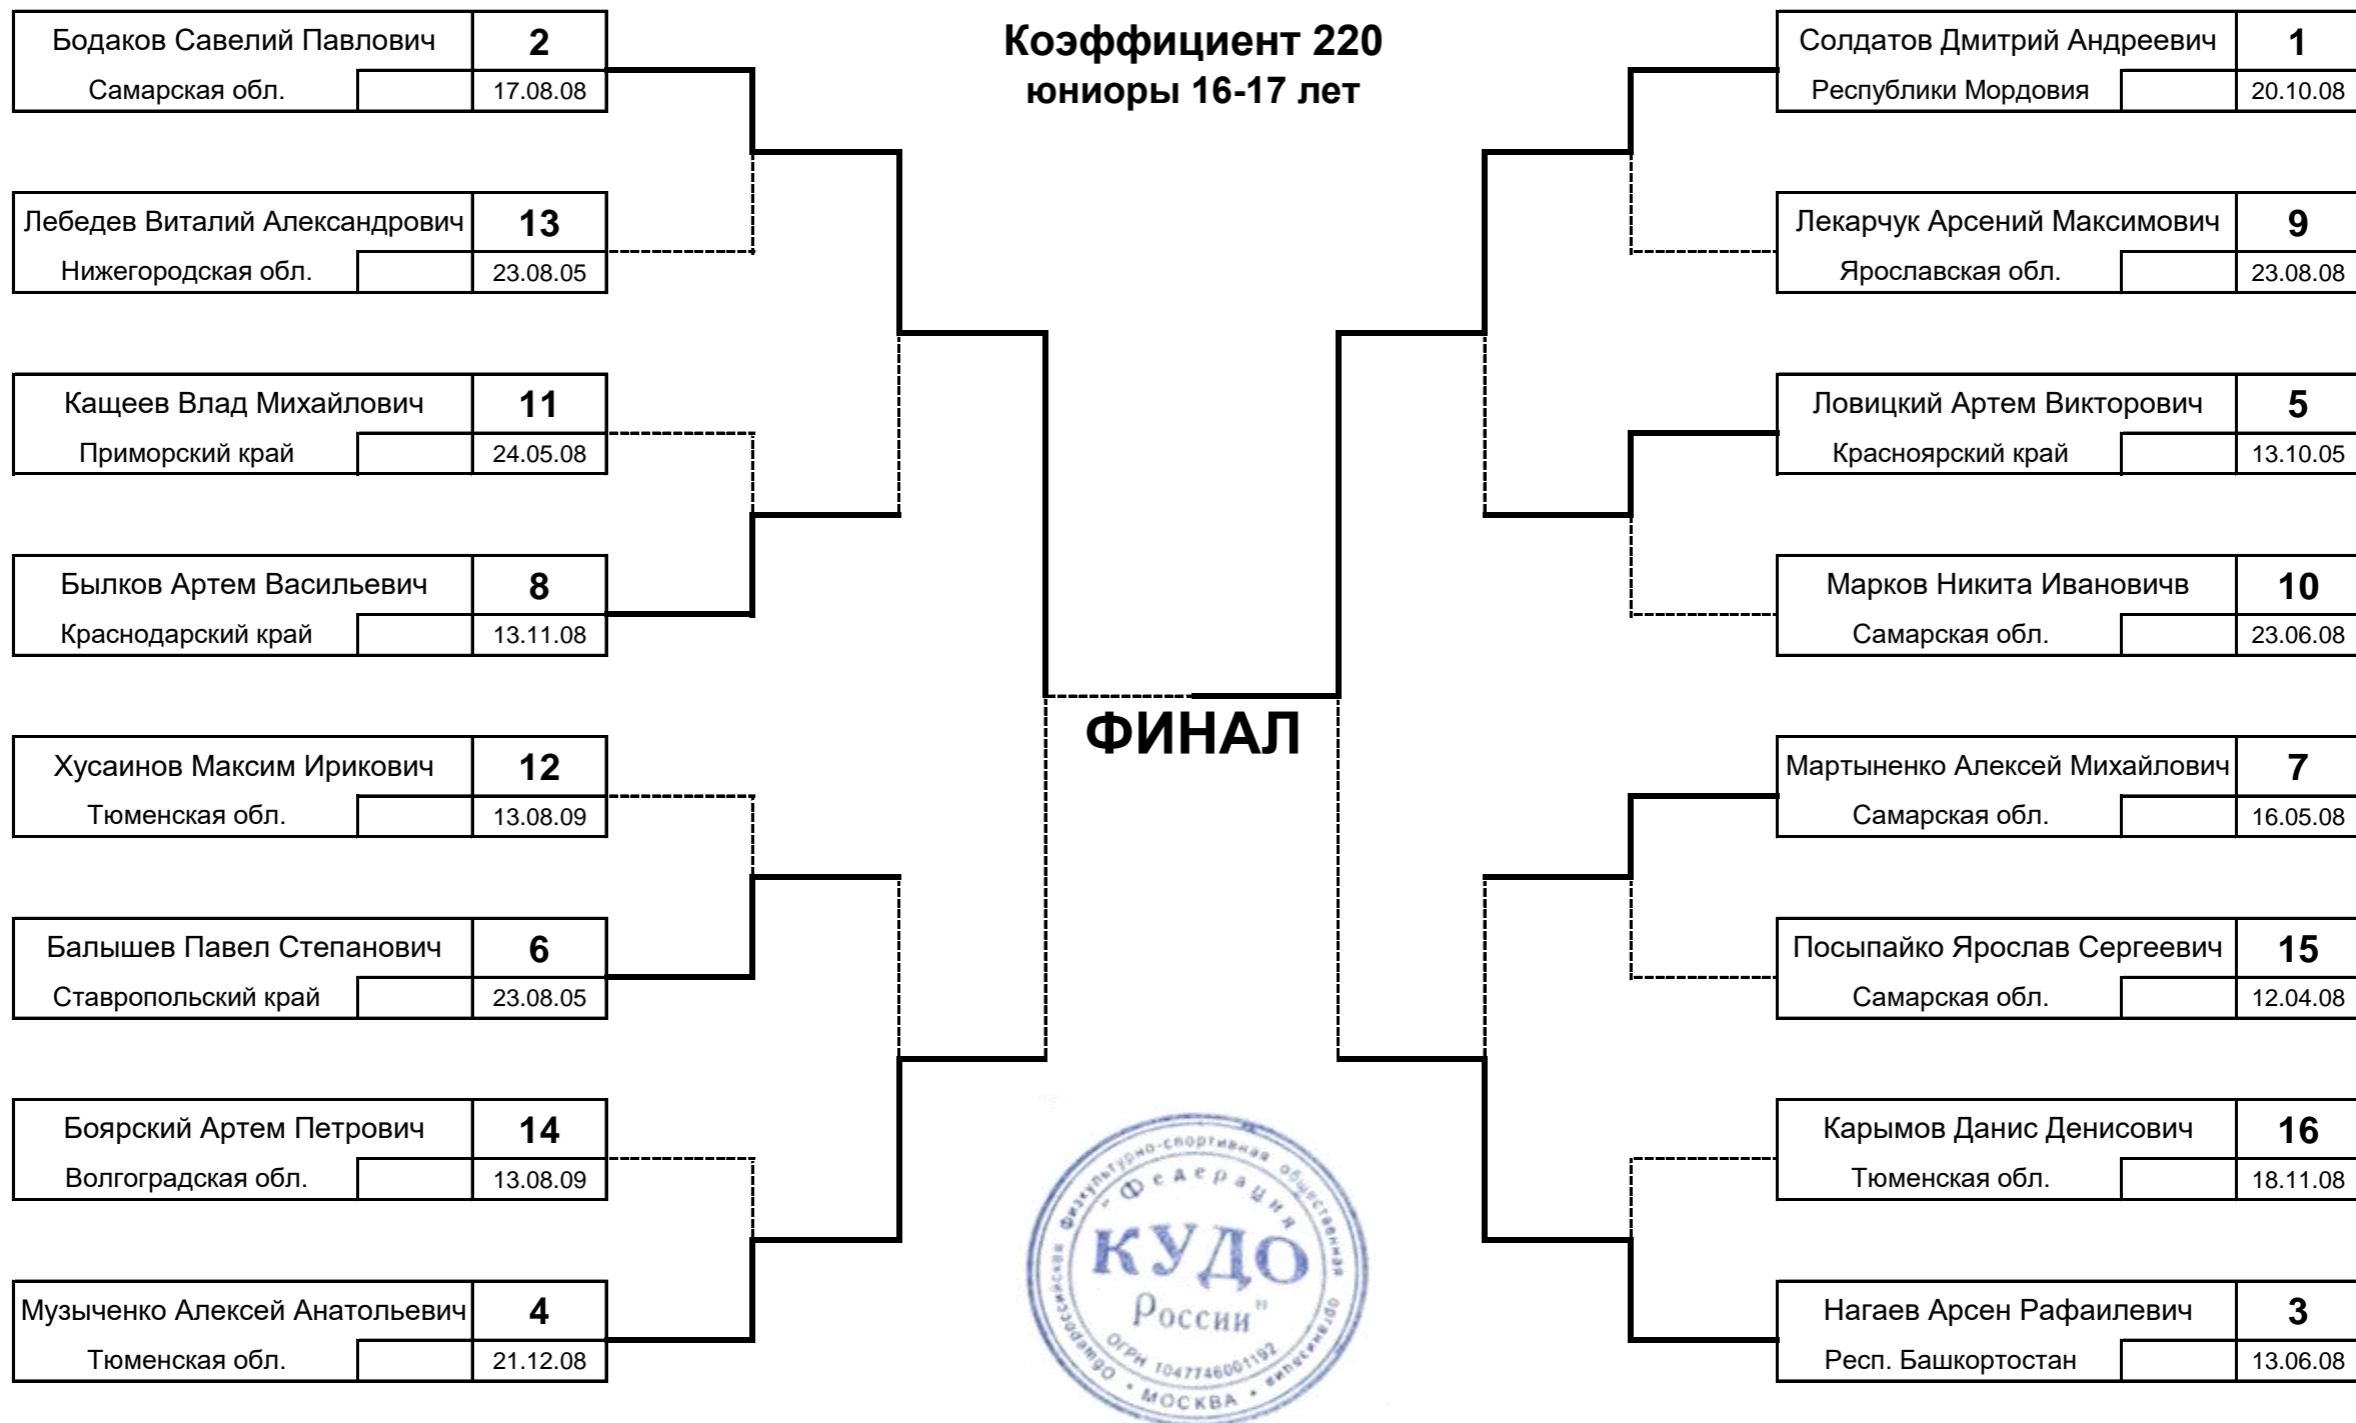 Коэффициент 220
юниоры 16-17 лет
Бодаков Савелий Павлович 2
Самарская обл. 17.08.08
Лебедев Виталий Александрович 13
Нижегородская обл. 23.08.05
Кащеев Влад Михайлович 11
Приморский край 24.05.08
Былков Артем Васильевич 8
Краснодарский край 13.11.08
Хусаинов Максим Ирикович 12
Тюменская обл. 13.08.09
Балышев Павел Степанович 6
Ставропольский край 23.08.05
Боярский Артем Петрович 14
Волгоградская обл. 13.08.09
Музыченко Алексей Анатольевич 4
Тюменская обл. 21.12.08
ФИНАЛ
Солдатов Дмитрий Андреевич 1
Республики Мордовия 20.10.08
Лекарчук Арсений Максимович 9
Ярославская обл. 23.08.08
Ловицкий Артем Викторович 5
Красноярский край 13.10.05
Марков Никита Ивановичв 10
Самарская обл. 23.06.08
Мартыненко Алексей Михайлович 7
Самарская обл. 16.05.08
Посыпайко Ярослав Сергеевич 15
Самарская обл. 12.04.08
Карымов Данис Денисович 16
Тюменская обл. 18.11.08
Нагаев Арсен Рафаилевич 3
Респ. Башкортостан 13.06.08
Общероссийская физкультурно-спортивная общественная организация
"Федерация
КУДО
России"
ОГРН 1047746001192
• МОСКВА •